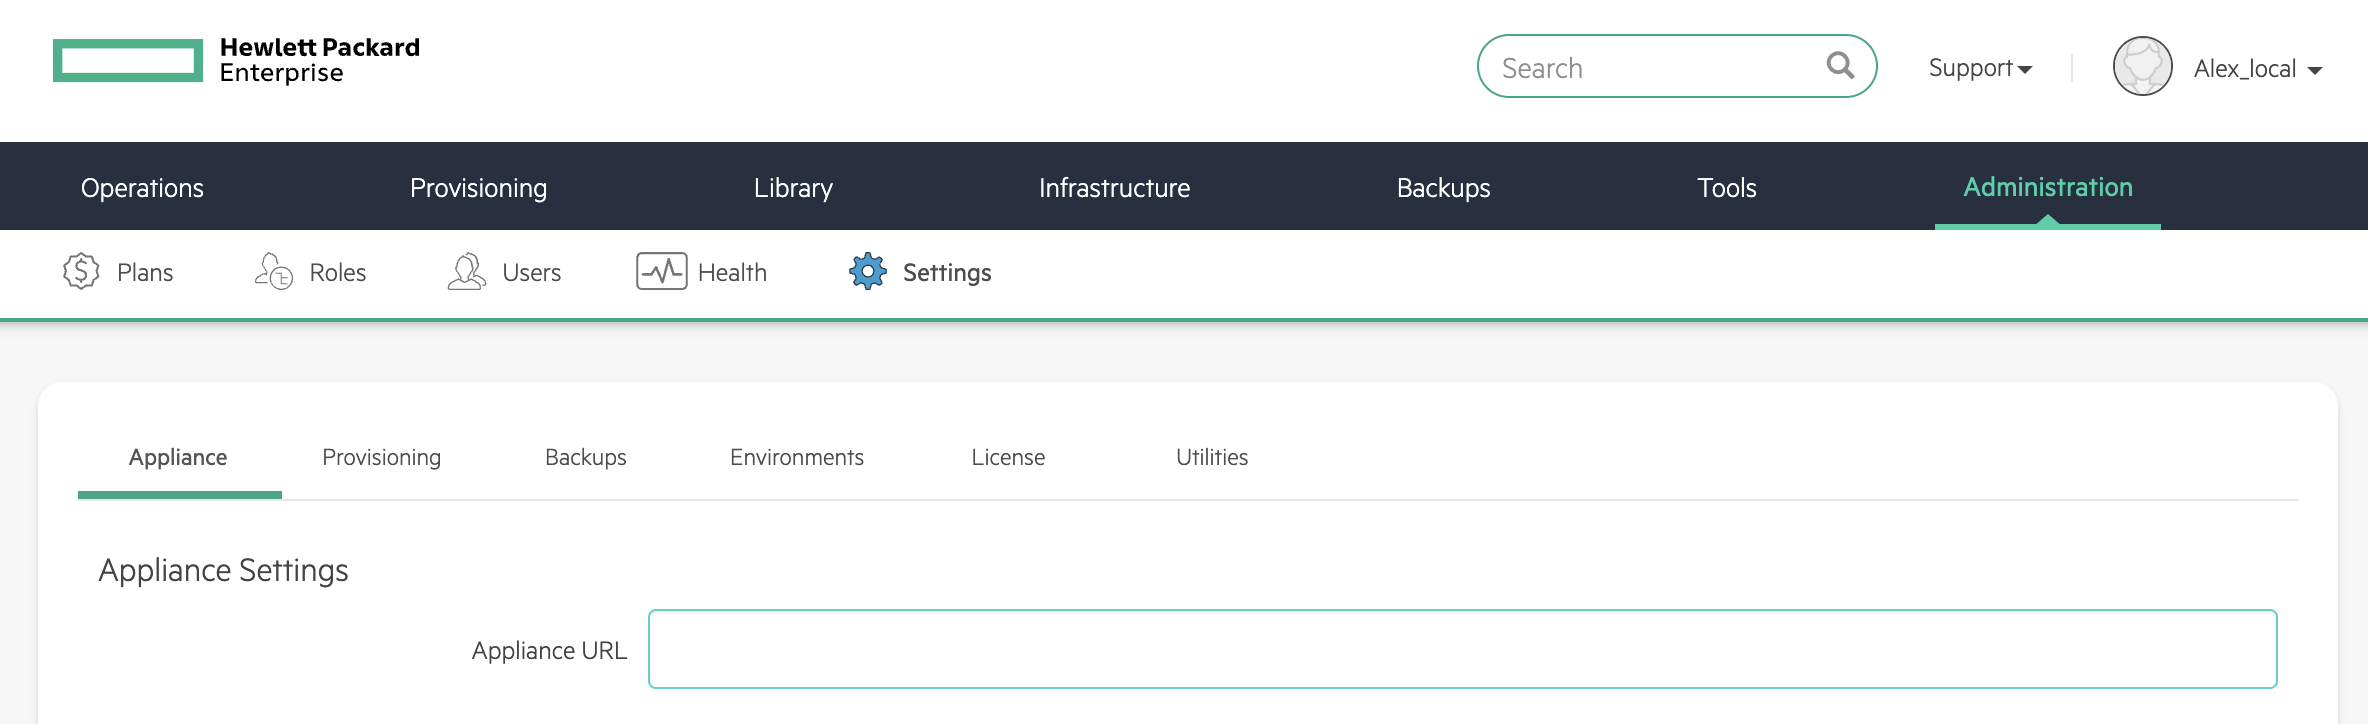 Hewlett Packard
Enterprise
Search
Support
Alex_local
Operations Provisioning Library Infrastructure Backups Tools Administration
Plans Roles Users Health Settings
Appliance Provisioning Backups Environments License Utilities
Appliance Settings
Appliance URL